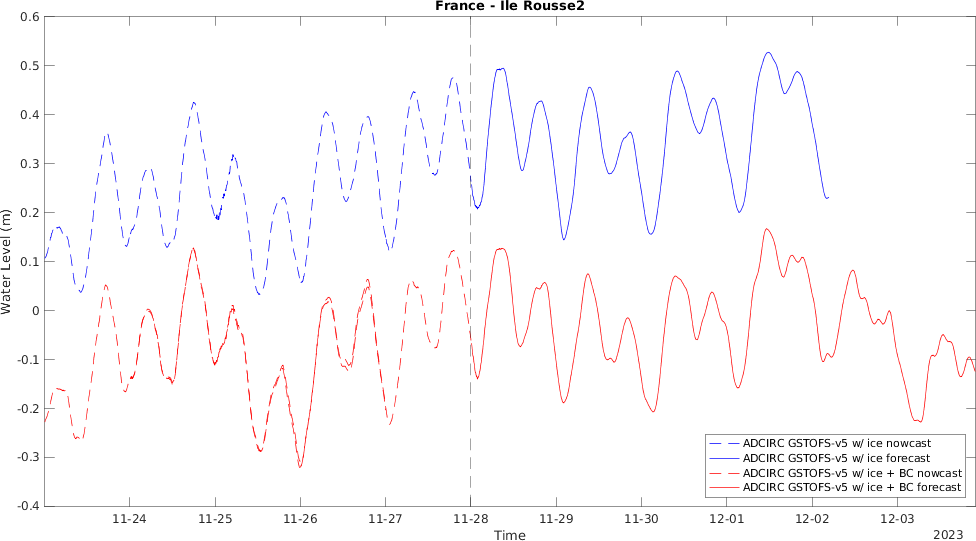 France - Ile Rousse2
0.6
0.5
0.4
0.3
0.2
0.1
0
-0.1
-0.2
-0.3
-0.4
Water Level (m)
ADCIRC GSTOFS-v5 w/ ice nowcast
ADCIRC GSTOFS-v5 w/ ice forecast
ADCIRC GSTOFS-v5 w/ ice + BC nowcast
ADCIRC GSTOFS-v5 w/ ice + BC forecast
11-24 11-25 11-26 11-27 11-28 11-29 11-30 12-01 12-02 12-03
Time
2023